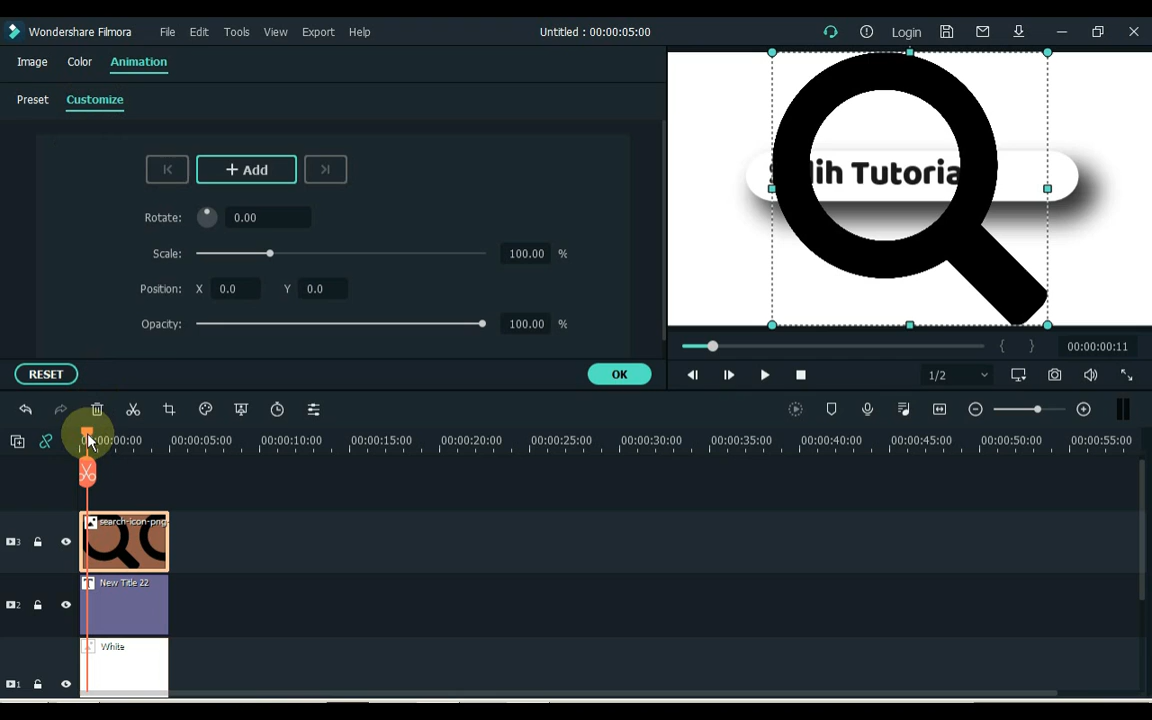 Wondershare Filmora File Edit Tools View Export Help Untitled : 00:00:05:00 Login
Image Color Animation
Preset Customize
+ Add
Rotate: 0.00
Scale: 100.00 %
Position: X 0.0 Y 0.0
Opacity: 100.00 %
RESET OK
lih Tutoria
{ } 00:00:00:11
1/2
00:00:00 00:00:05:00 00:00:10:00 00:00:15:00 00:00:20:00 00:00:25:00 00:00:30:00 00:00:35:00 00:00:40:00 00:00:45:00 00:00:50:00 00:00:55:00
search-icon-png-
3
New Title 22
2
White
1